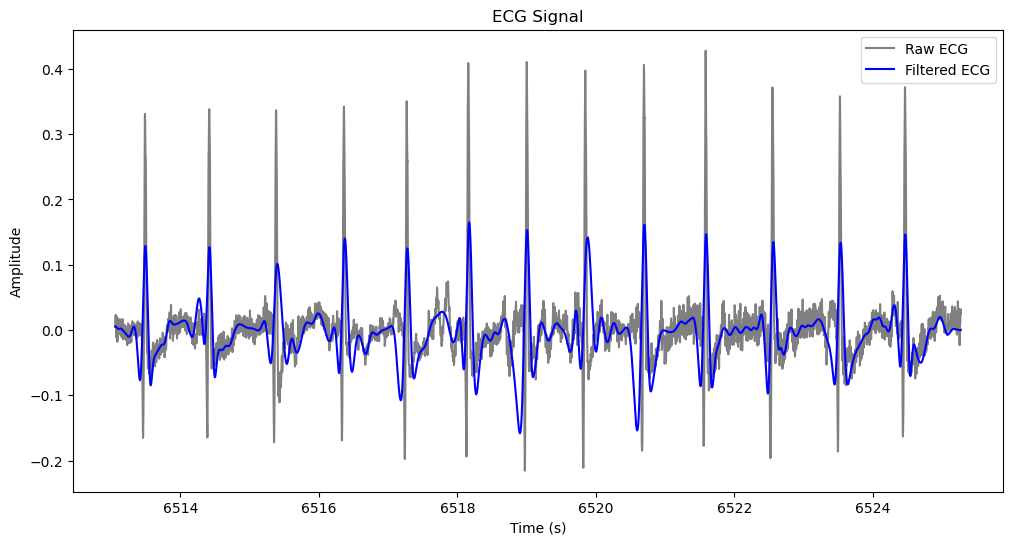 ECG Signal
Raw ECG
Filtered ECG
Amplitude
0.4
0.3
0.2
0.1
0.0
−0.1
−0.2
6514 6516 6518 6520 6522 6524
Time (s)